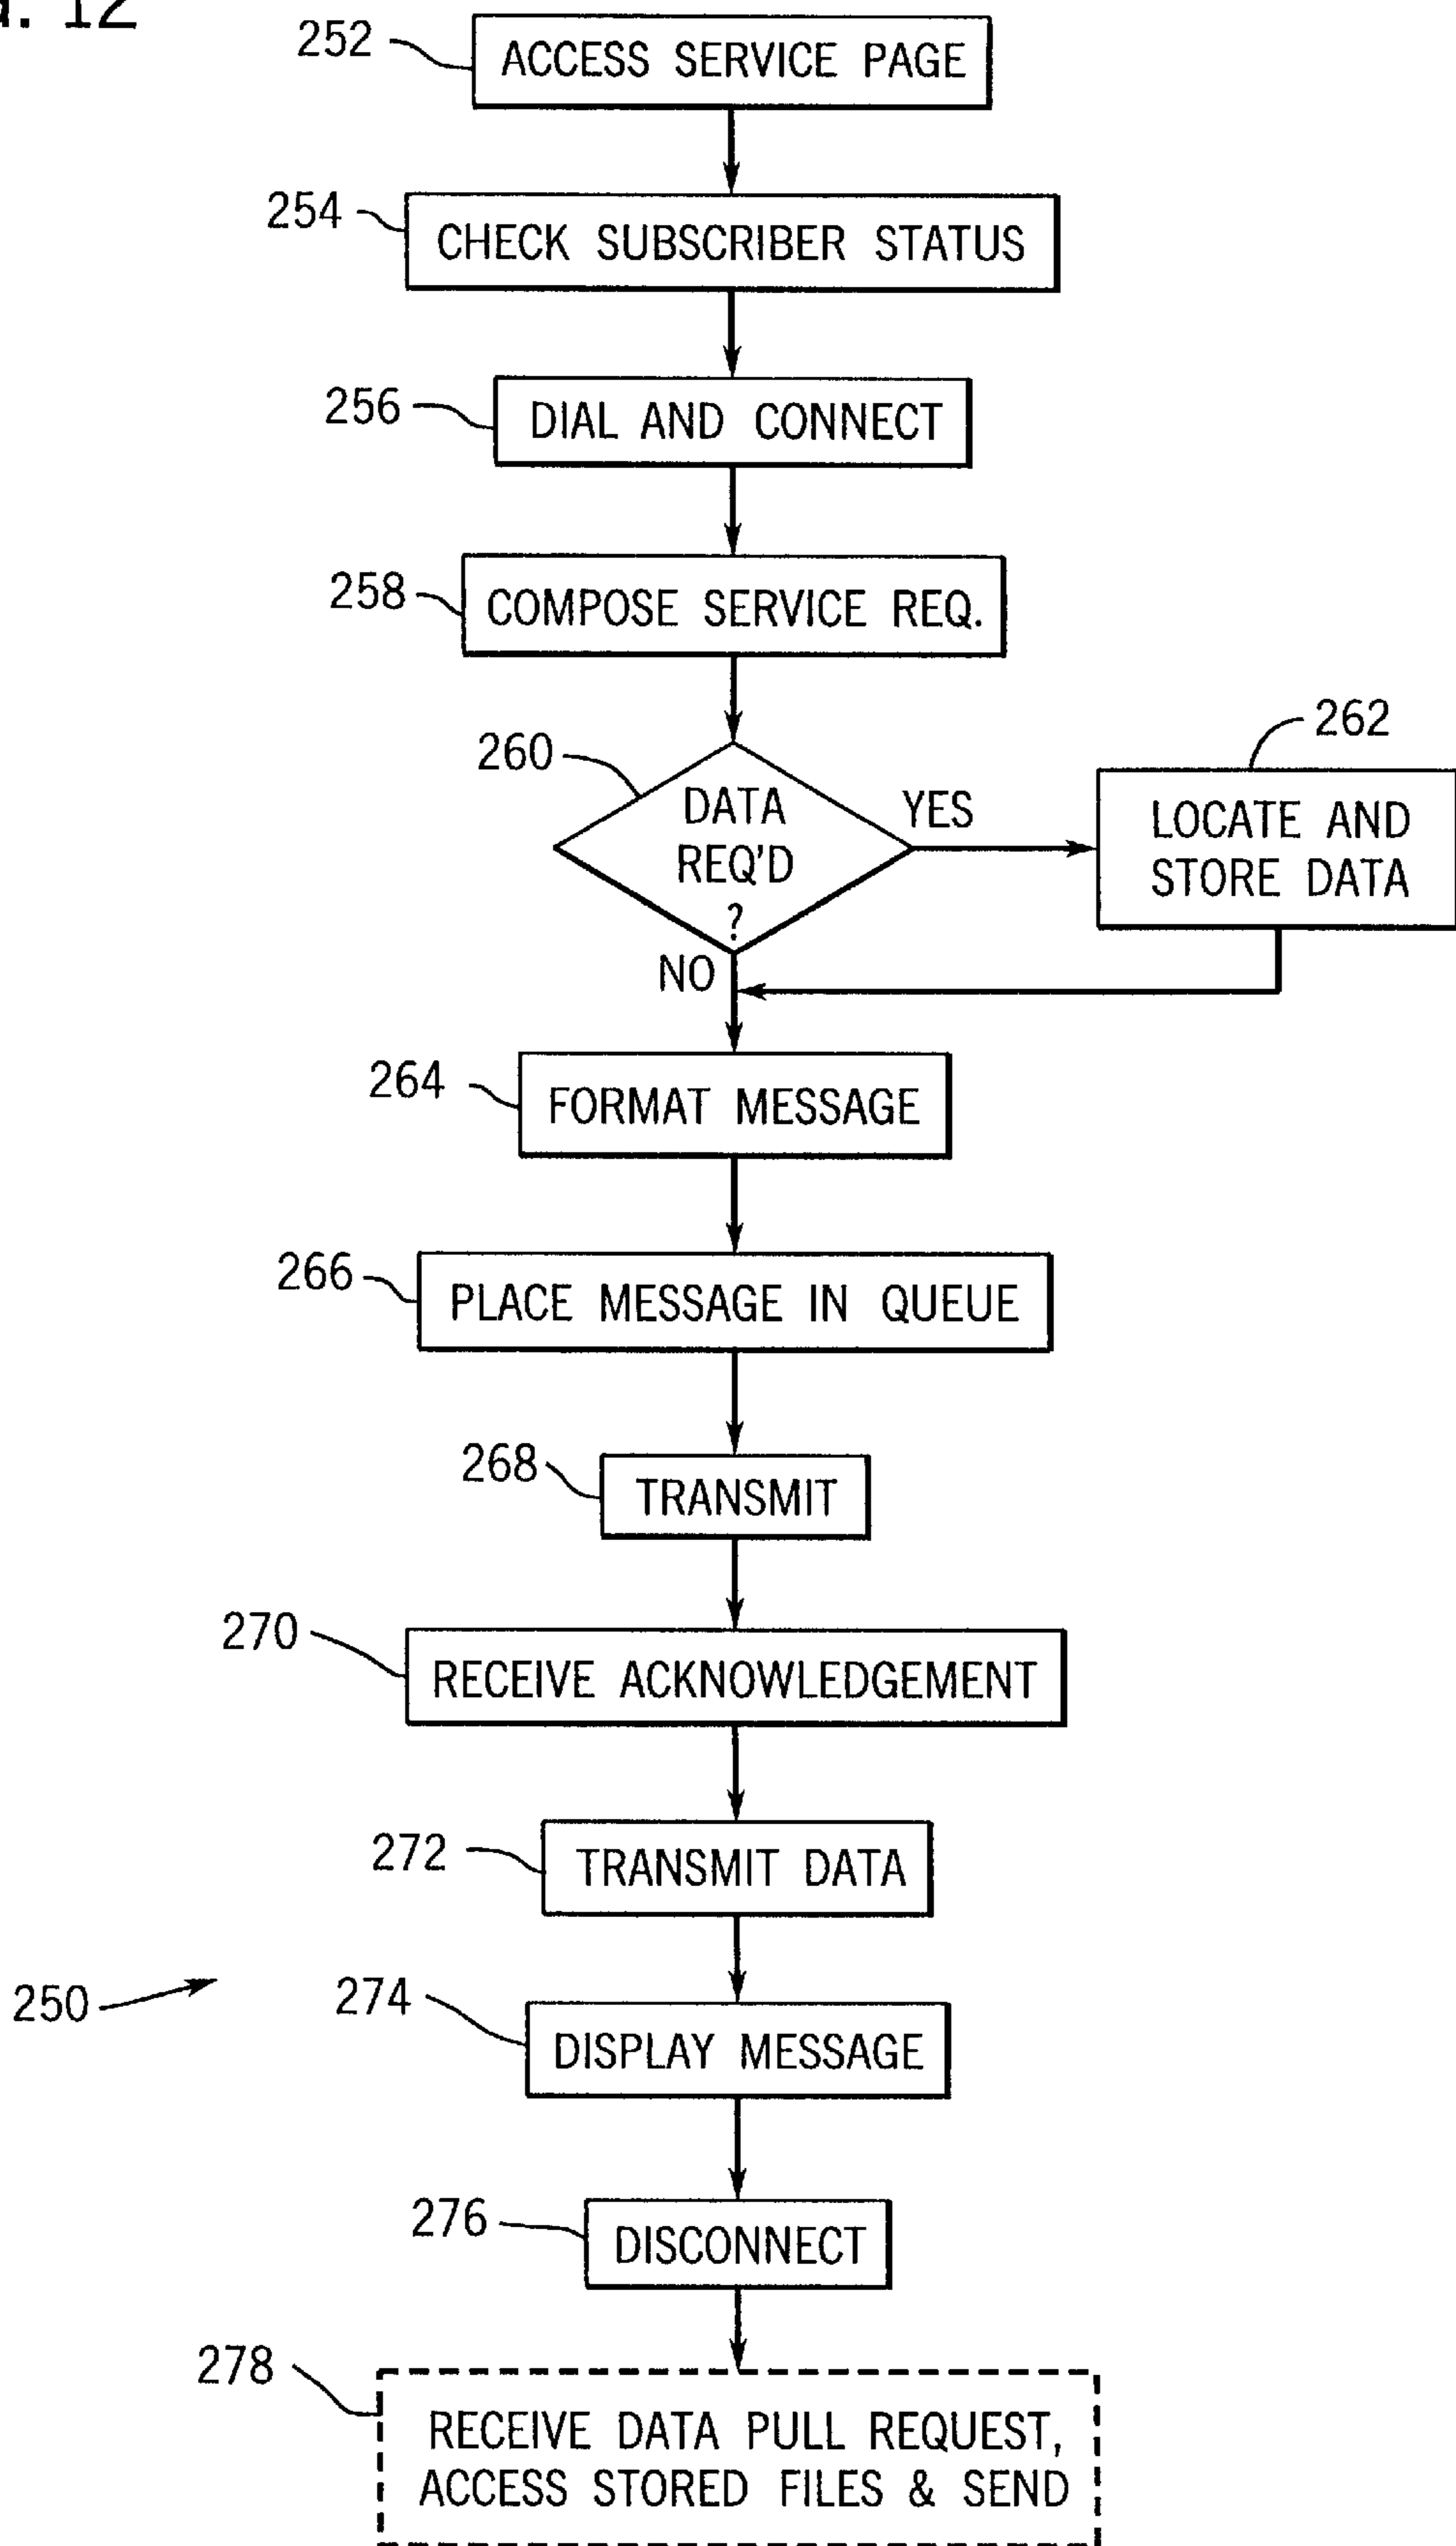 12
252
ACCESS SERVICE PAGE
254
CHECK SUBSCRIBER STATUS
256
DIAL AND CONNECT
258
COMPOSE SERVICE REQ.
260
DATA
REQ'D
?
YES
262
LOCATE AND
STORE DATA
NO
264
FORMAT MESSAGE
266
PLACE MESSAGE IN QUEUE
268
TRANSMIT
270
RECEIVE ACKNOWLEDGEMENT
272
TRANSMIT DATA
250
274
DISPLAY MESSAGE
276
DISCONNECT
278
RECEIVE DATA PULL REQUEST,
ACCESS STORED FILES & SEND